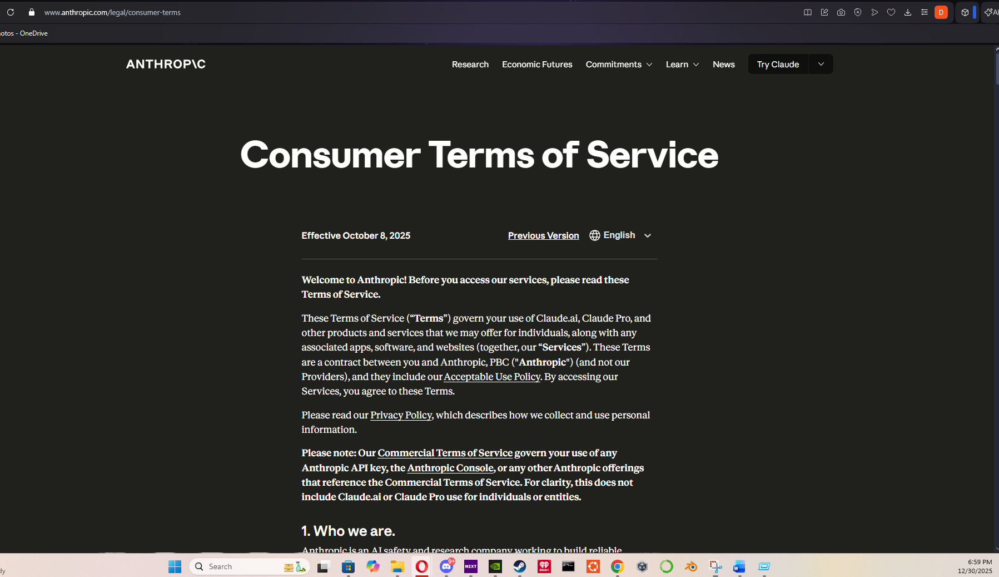 www.anthropic.com/legal/consumer-terms
D
otos - OneDrive
ANTHROP\C
Research Economic Futures Commitments Learn News Try Claude
Consumer Terms of Service
Effective October 8, 2025 Previous Version English
Welcome to Anthropic! Before you access our services, please read these
Terms of Service.
These Terms of Service (“Terms”) govern your use of Claude.ai, Claude Pro, and
other products and services that we may offer for individuals, along with any
associated apps, software, and websites (together, our “Services”). These Terms
are a contract between you and Anthropic, PBC ("Anthropic") (and not our
Providers), and they include our Acceptable Use Policy. By accessing our
Services, you agree to these Terms.
Please read our Privacy Policy, which describes how we collect and use personal
information.
Please note: Our Commercial Terms of Service govern your use of any
Anthropic API key, the Anthropic Console, or any other Anthropic offerings
that reference the Commercial Terms of Service. For clarity, this does not
include Claude.ai or Claude Pro use for individuals or entities.
1. Who we are.
Anthropic is an AI safety and research company working to build reliable
dy
Search
9+
NZXT
iHeart
W
6:59 PM
12/30/2025